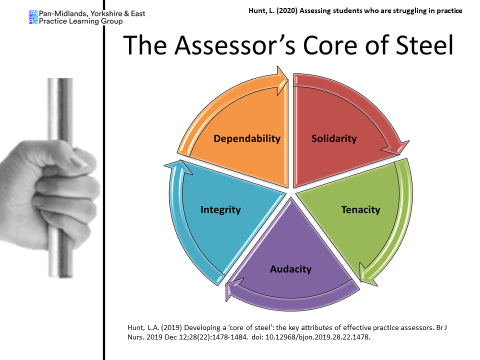 Pan-Midlands, Yorkshire & East
Practice Learning Group
Hunt, L. (2020) Assessing students who are struggling in practice
The Assessor's Core of Steel
Dependability
Solidarity
Integrity
Tenacity
Audacity
Hunt, L.A. (2019) Developing a 'core of steel': the key attributes of effective practice assessors. Br J
Nurs. 2019 Dec 12;28(22):1478-1484. doi: 10.12968/bjon.2019.28.22.1478.